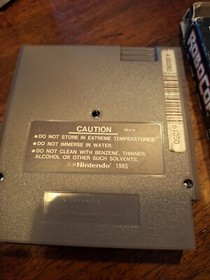 CAUTION
• DO NOT STORE IN EXTREME TEMPERATURES.
• DO NOT IMMERSE IN WATER.
• DO NOT CLEAN WITH BENZENE, THINNER
ALCOHOL OR OTHER SUCH SOLVENTS.
© Nintendo 1985
ROBOCOP